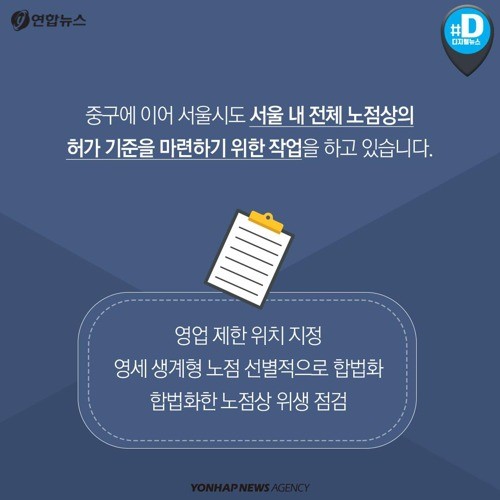 연합뉴스
#D
디지털뉴스
중구에 이어 서울시도 서울 내 전체 노점상의
허가 기준을 마련하기 위한 작업을 하고 있습니다.
영업 제한 위치 지정
영세 생계형 노점 선별적으로 합법화
합법화한 노점상 위생 점검
YONHAP NEWS AGENCY